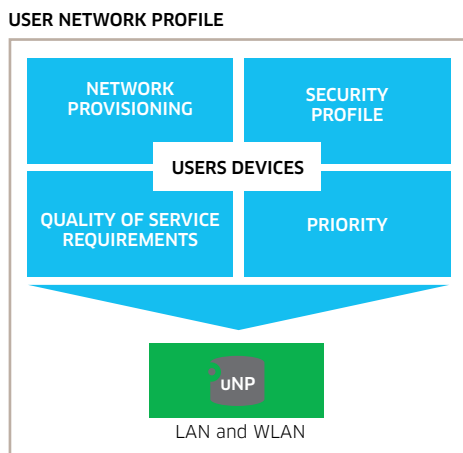 USER NETWORK PROFILE
NETWORK
PROVISIONING
SECURITY
PROFILE
USERS DEVICES
QUALITY OF SERVICE
REQUIREMENTS
PRIORITY
uNP
LAN and WLAN